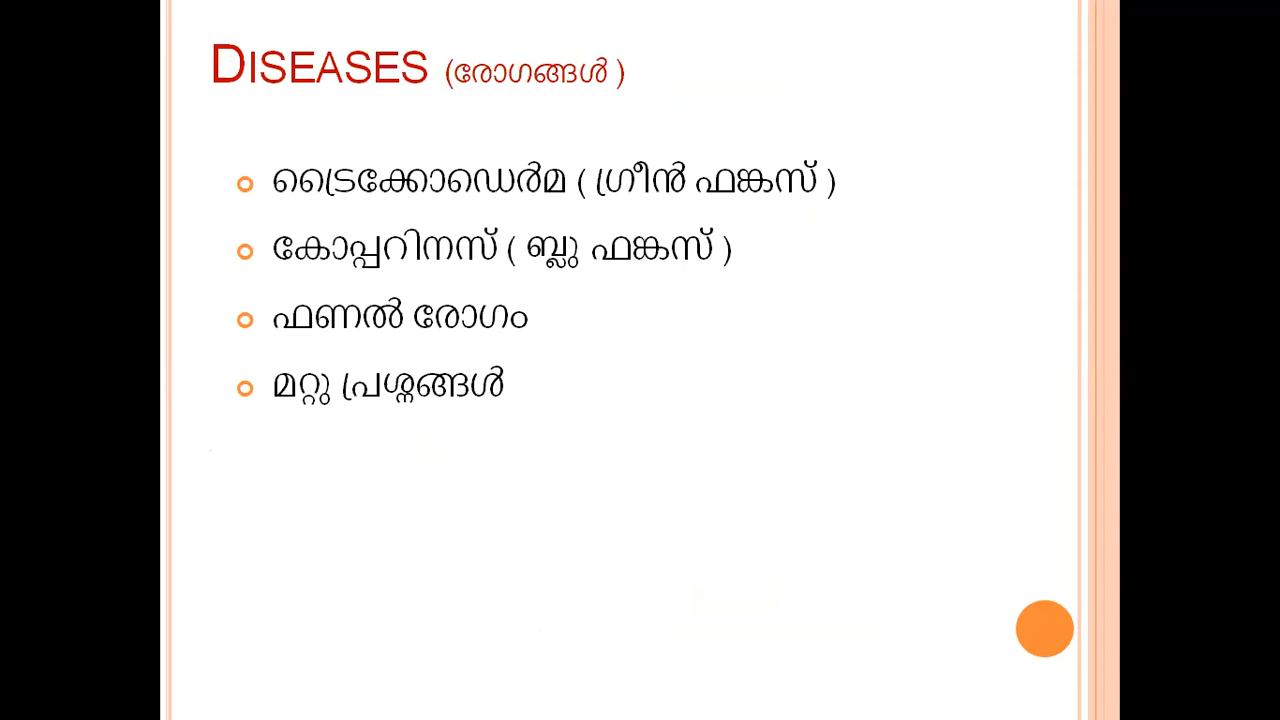 DISEASES (രോഗങ്ങൾ )
ട്രൈക്കോഡെർമ ( ഗ്രീൻ ഫങ്കസ് )
കോപ്പറിനസ് ( ബ്ലു ഫങ്കസ് )
ഫണൽ രോഗം
മറ്റു പ്രശ്നങ്ങൾ